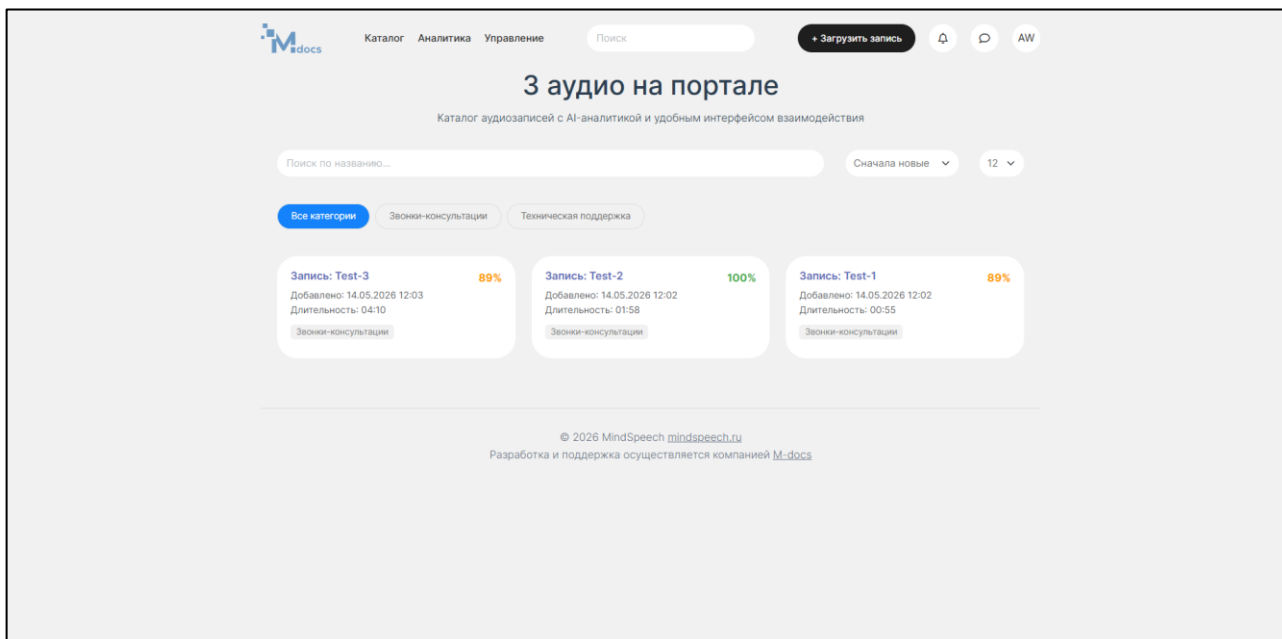 Mdocs Каталог Аналитика Управление Поиск + Загрузить запись AW
3 аудио на портале
Каталог аудиозаписей с AI-аналитикой и удобным интерфейсом взаимодействия
Поиск по названию... Сначала новые 12
Все категории Звонки-консультации Техническая поддержка
Запись: Test-3 89%
Добавлено: 14.05.2026 12:03
Длительность: 04:10
Звонки-консультации
Запись: Test-2 100%
Добавлено: 14.05.2026 12:02
Длительность: 01:58
Звонки-консультации
Запись: Test-1 89%
Добавлено: 14.05.2026 12:02
Длительность: 00:55
Звонки-консультации
© 2026 MindSpeech mindspeech.ru
Разработка и поддержка осуществляется компанией M-docs